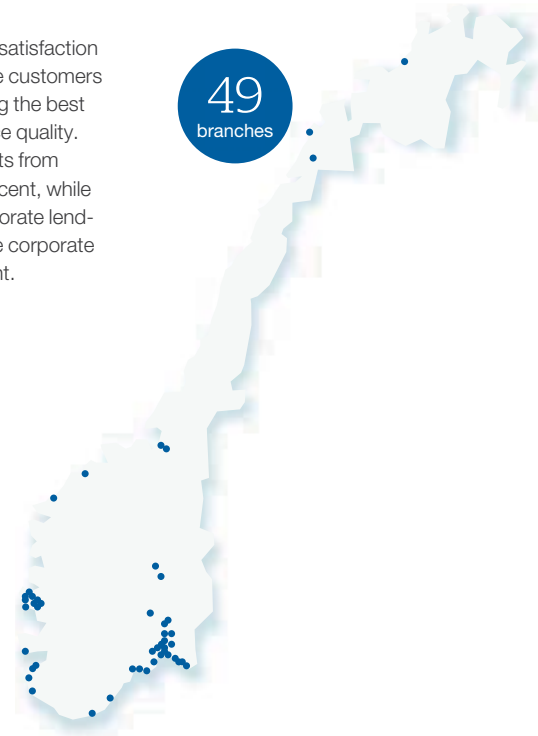 satisfaction
e customers
g the best
e quality.
ts from
cent, while
orate lend-
e corporate
nt.
49
branches